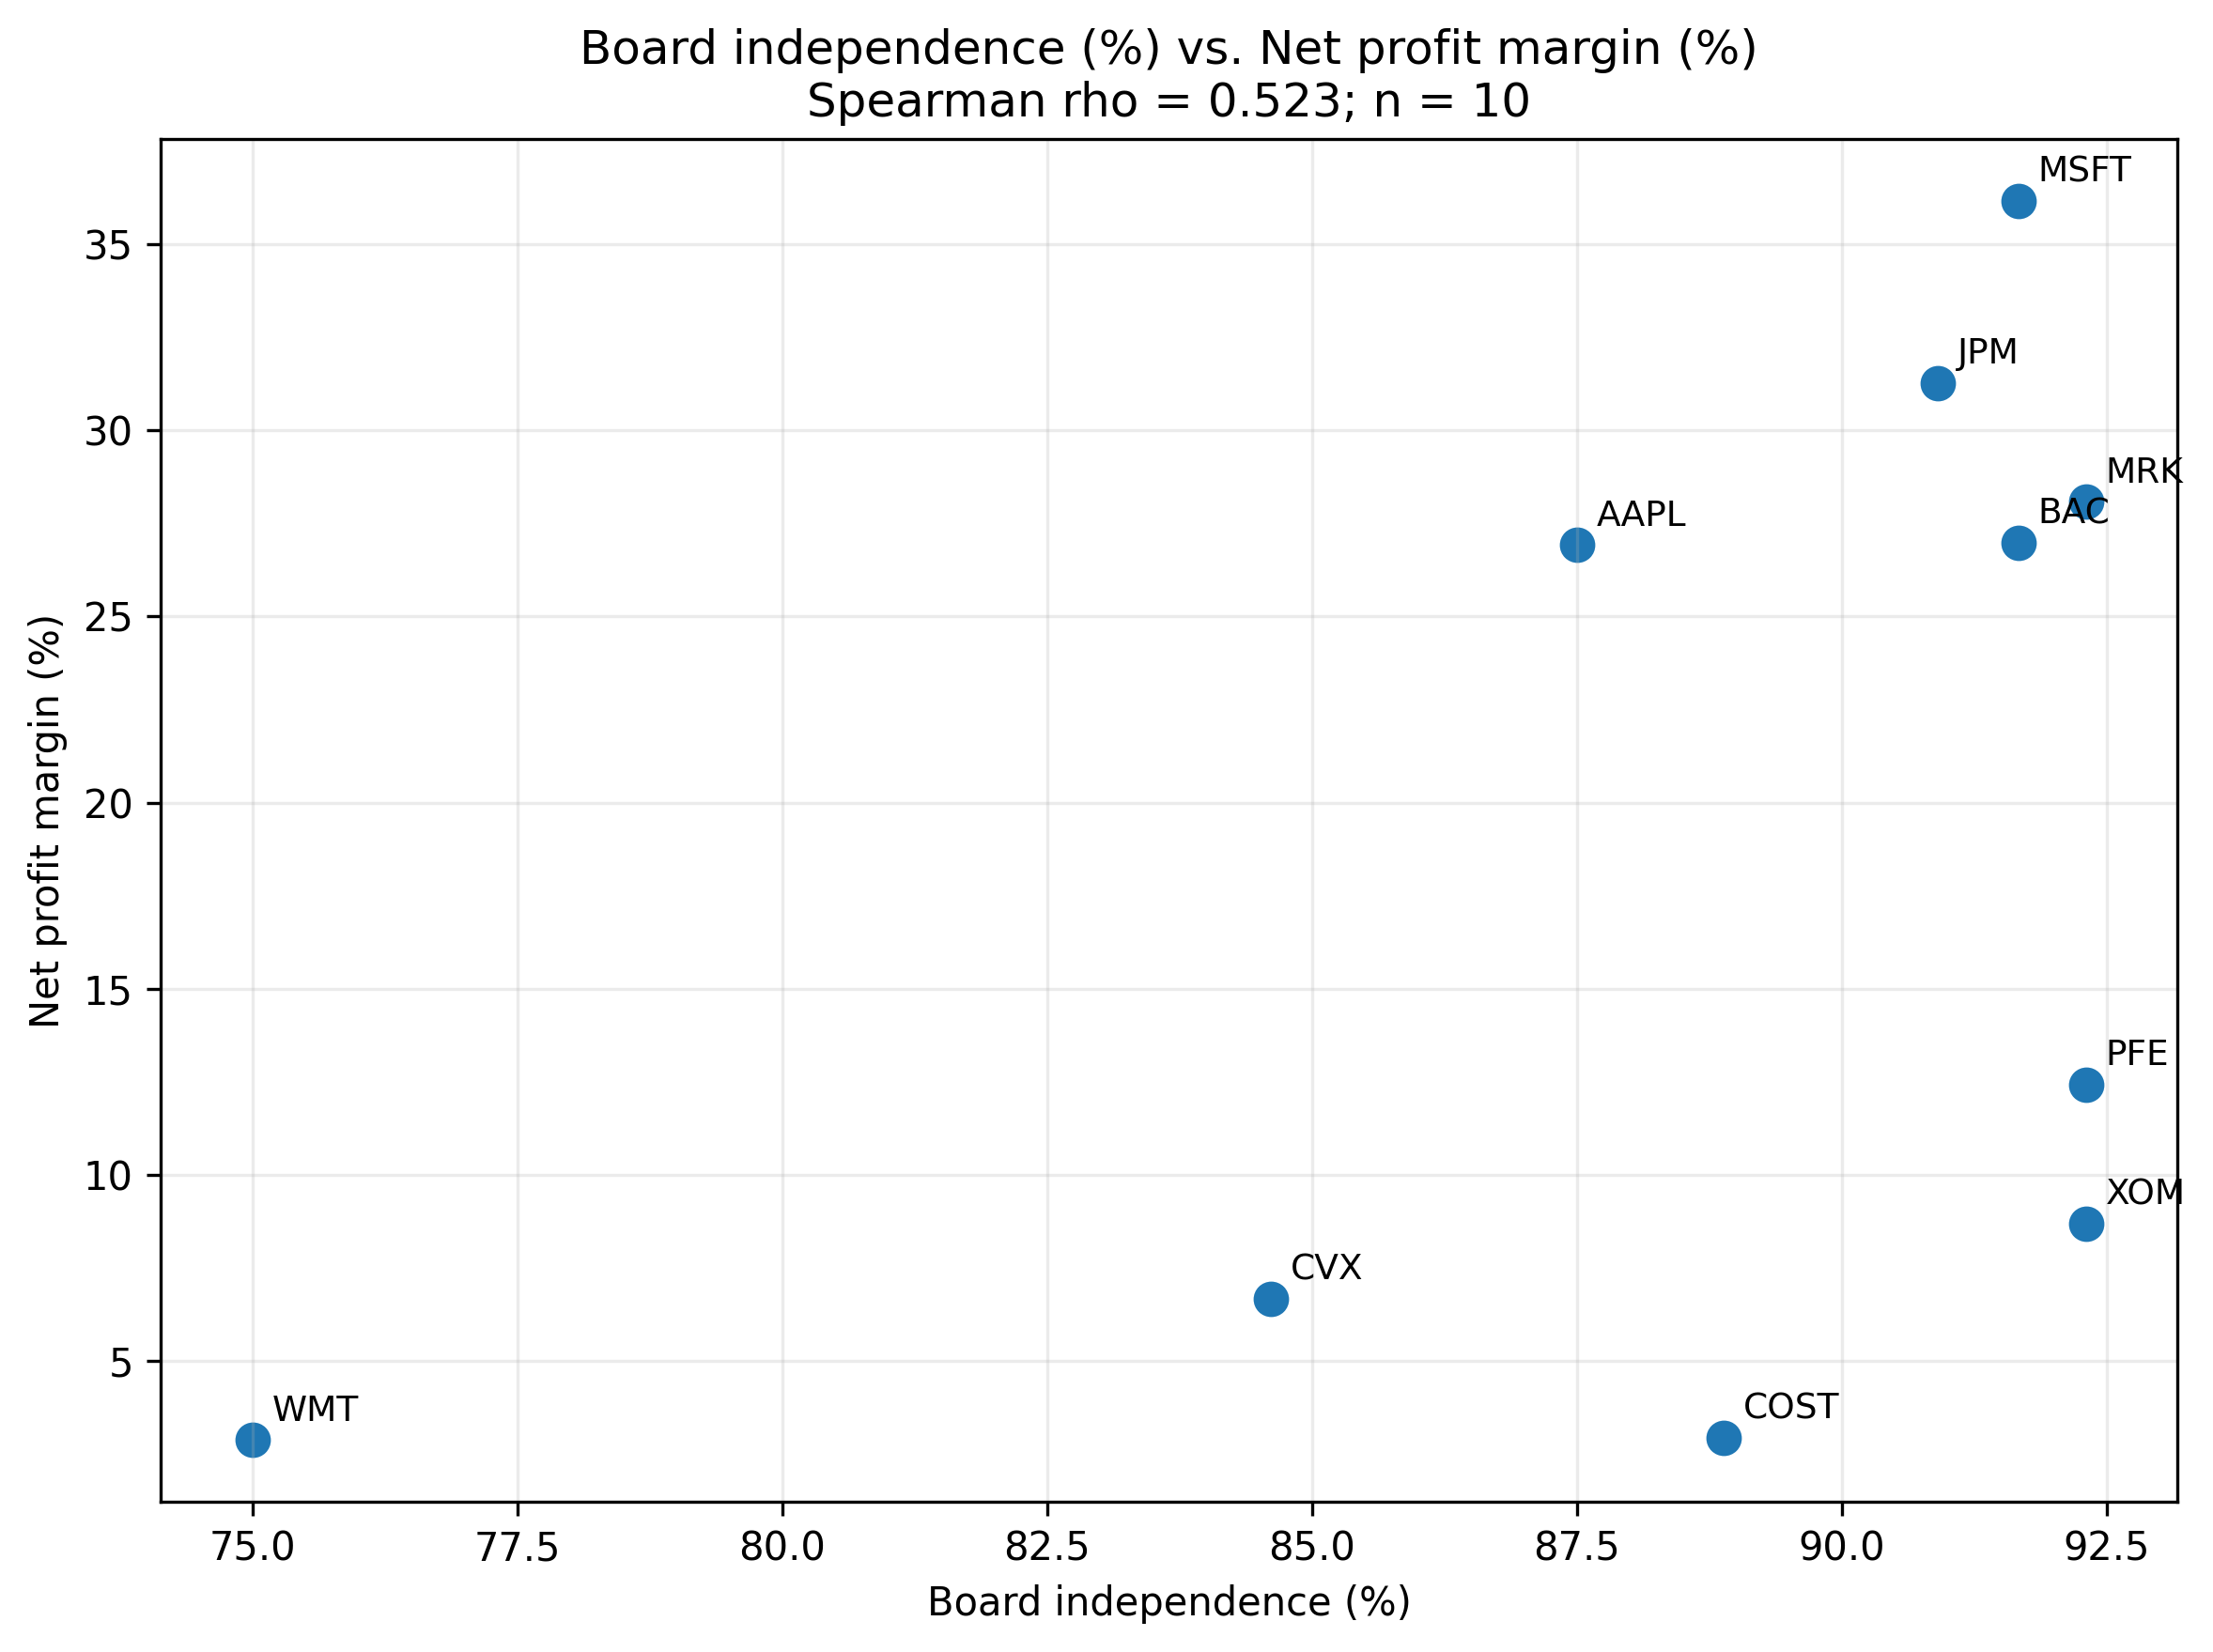 Board independence (%) vs. Net profit margin (%)
Spearman rho = 0.523; n = 10
MSFT
35
JPM
30
MRK
BAC
AAPL
25
Net profit margin (%)
20
15
PFE
10
XOM
CVX
5
WMT
COST
75.0 77.5 80.0 82.5 85.0 87.5 90.0 92.5
Board independence (%)